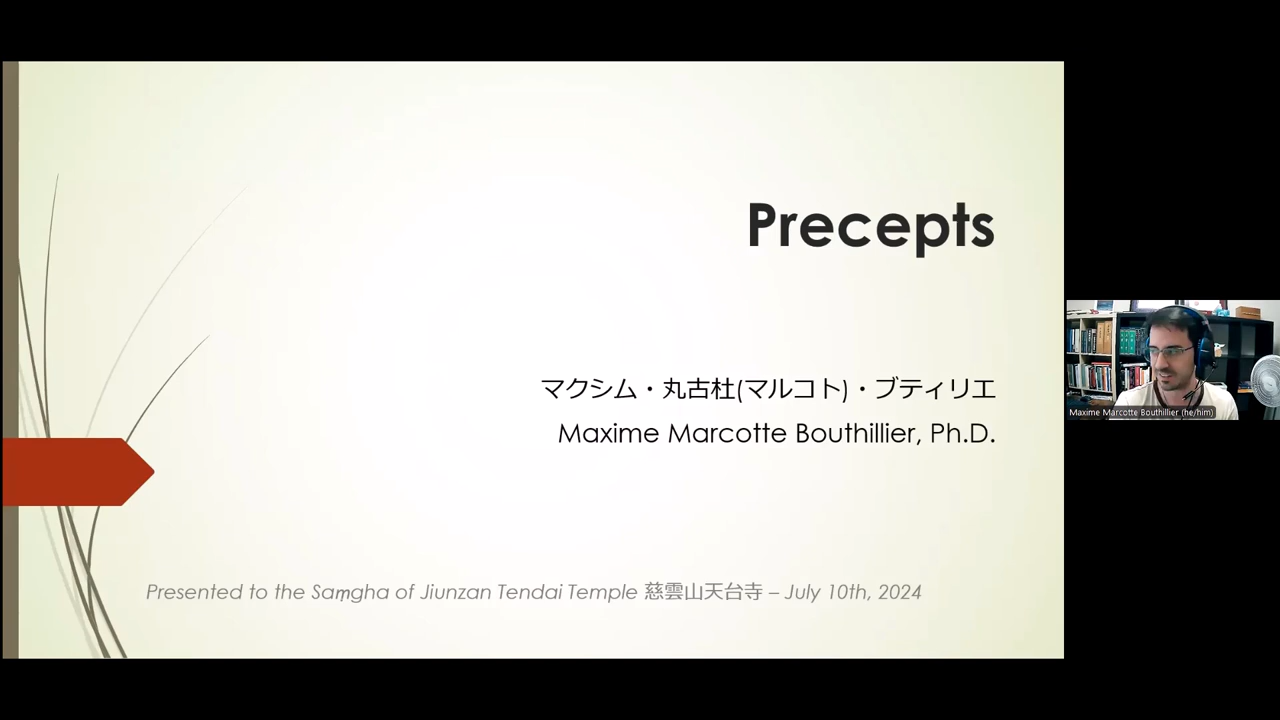 Precepts
マクシム・丸古杜(マルコト)・ブティリエ
Maxime Marcotte Bouthillier, Ph.D.
Presented to the Saṃgha of Jiunzan Tendai Temple 慈雲山天台寺 – July 10th, 2024
Maxime Marcotte Bouthillier (he/him)